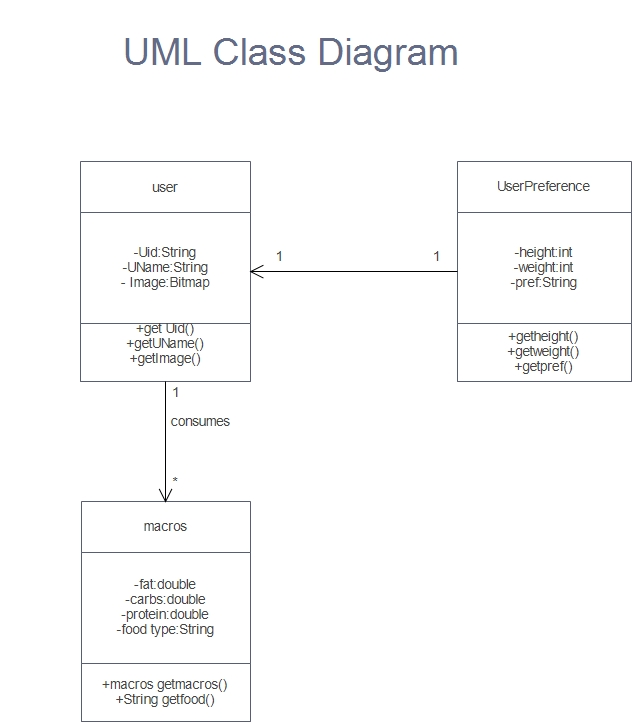 UML Class Diagram
user
-Uid:String
-UName:String
- Image:Bitmap
+get Uid()
+getUName()
+getImage()
1
1
UserPreference
-height:int
-weight:int
-pref:String
+getheight()
+getweight()
+getpref()
1
consumes
*
macros
-fat:double
-carbs:double
-protein:double
-food type:String
+macros getmacros()
+String getfood()